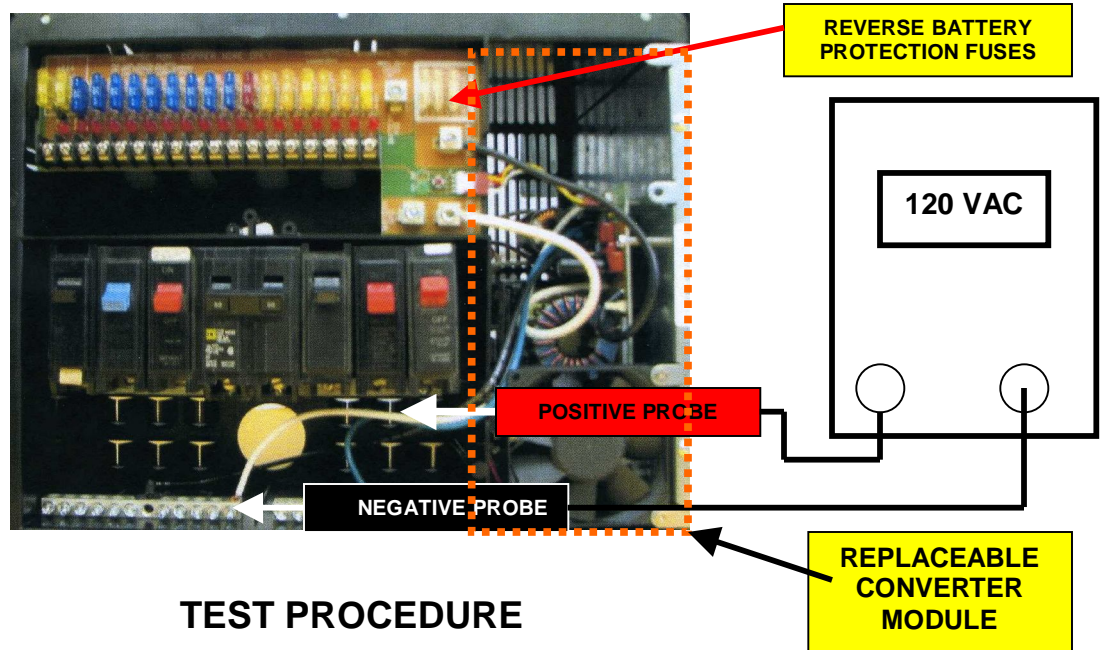 REVERSE BATTERY
PROTECTION FUSES
120 VAC
POSITIVE PROBE
NEGATIVE PROBE
REPLACEABLE
CONVERTER
MODULE
TEST PROCEDURE